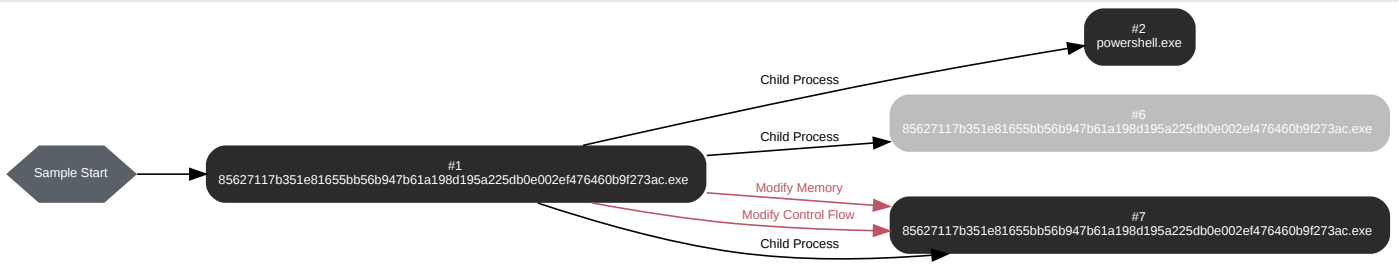 #2
powershell.exe
Child Process
#6
85627117b351e81655bb56b947b61a198d195a225db0e002ef476460b9f273ac.exe
Child Process
Sample Start
#1
85627117b351e81655bb56b947b61a198d195a225db0e002ef476460b9f273ac.exe
Modify Memory
Modify Control Flow
#7
85627117b351e81655bb56b947b61a198d195a225db0e002ef476460b9f273ac.exe
Child Process